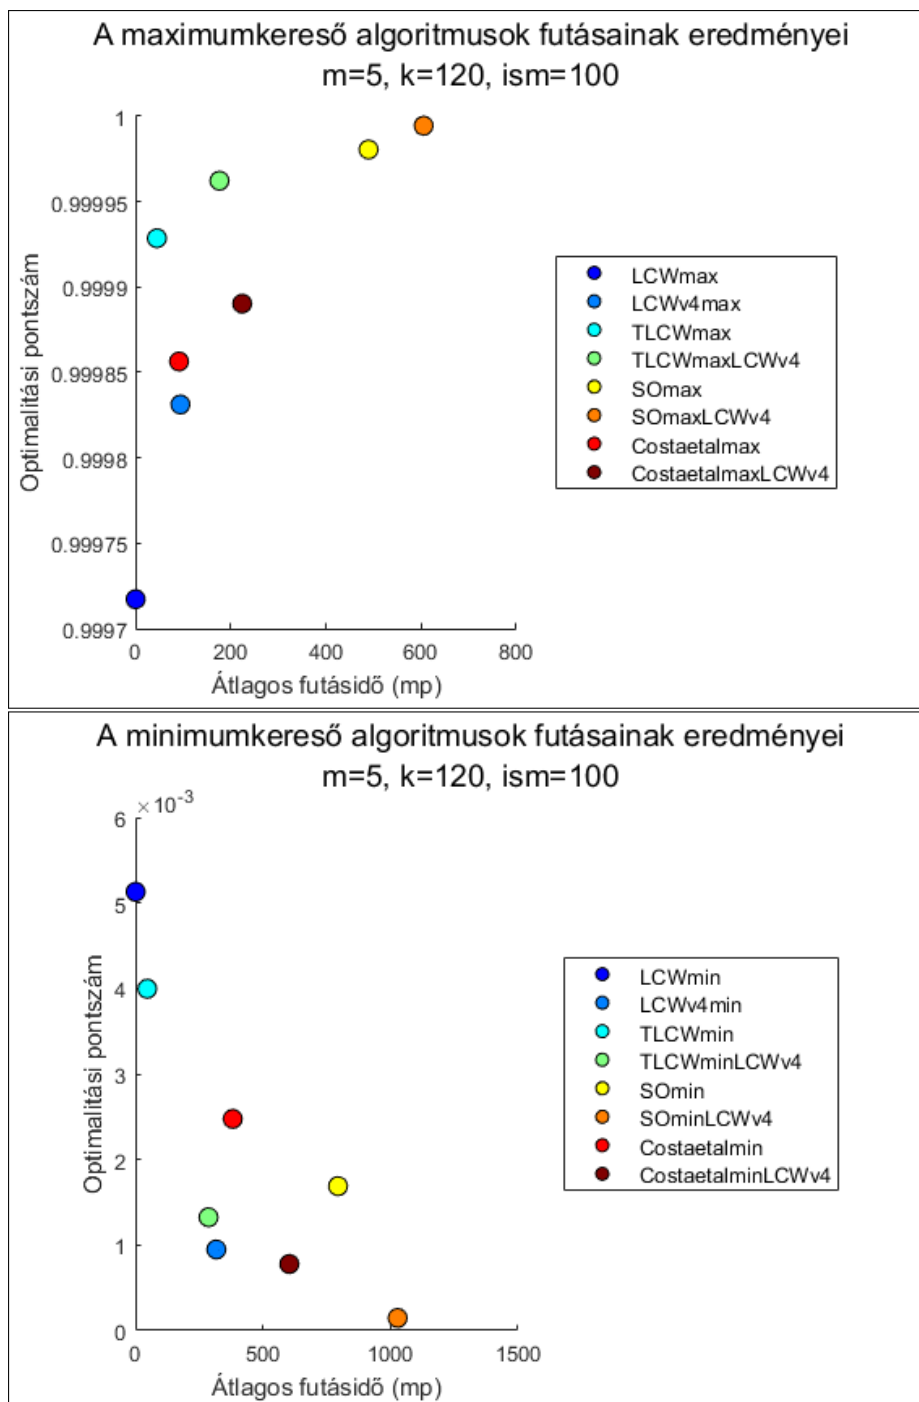 A maximumkereső algoritmusok futásainak eredményei
m=5, k=120, ism=100
1
0.99995
0.9999
0.99985
0.9998
0.99975
0.9997
Optimalitási pontszám
0
200
400
600
800
Átlagos futásidő (mp)
LCWmax
LCWv4max
TLCWmax
TLCWmaxLCWv4
SOmax
SOmaxLCWv4
Costaetalmax
CostaetalmaxLCWv4
A minimumkereső algoritmusok futásainak eredményei
m=5, k=120, ism=100
×10⁻³
6
5
4
3
2
1
0
Optimalitási pontszám
0
500
1000
1500
Átlagos futásidő (mp)
LCWmin
LCWv4min
TLCWmin
TLCWminLCWv4
SOmin
SOminLCWv4
Costaetalmin
CostaetalminLCWv4